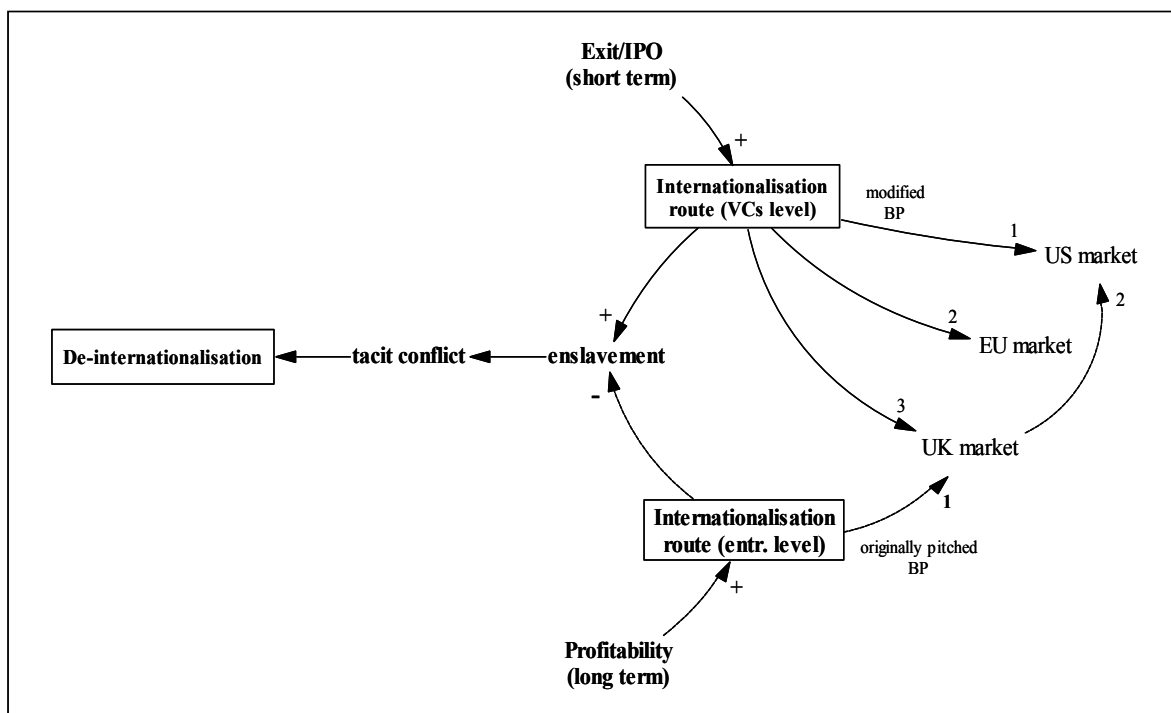 Exit/IPO
(short term)
+
Internationalisation
route (VCs level)
modified
BP
1
US market
2
2
EU market
+
De-internationalisation
tacit conflict
enslavement
-
3
UK market
1
Internationalisation
route (entr. level)
originally pitched
BP
+
Profitability
(long term)